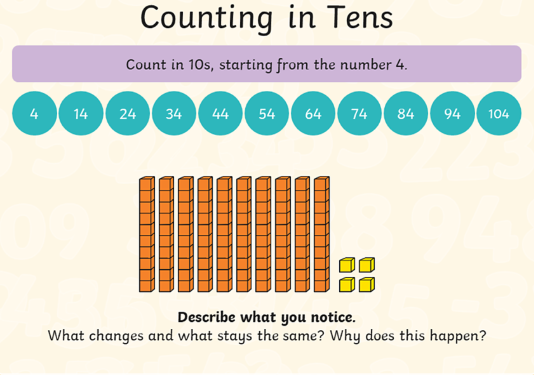 Counting in Tens
Count in 10s, starting from the number 4.
4 14 24 34 44 54 64 74 84 94 104
Describe what you notice.
What changes and what stays the same? Why does this happen?